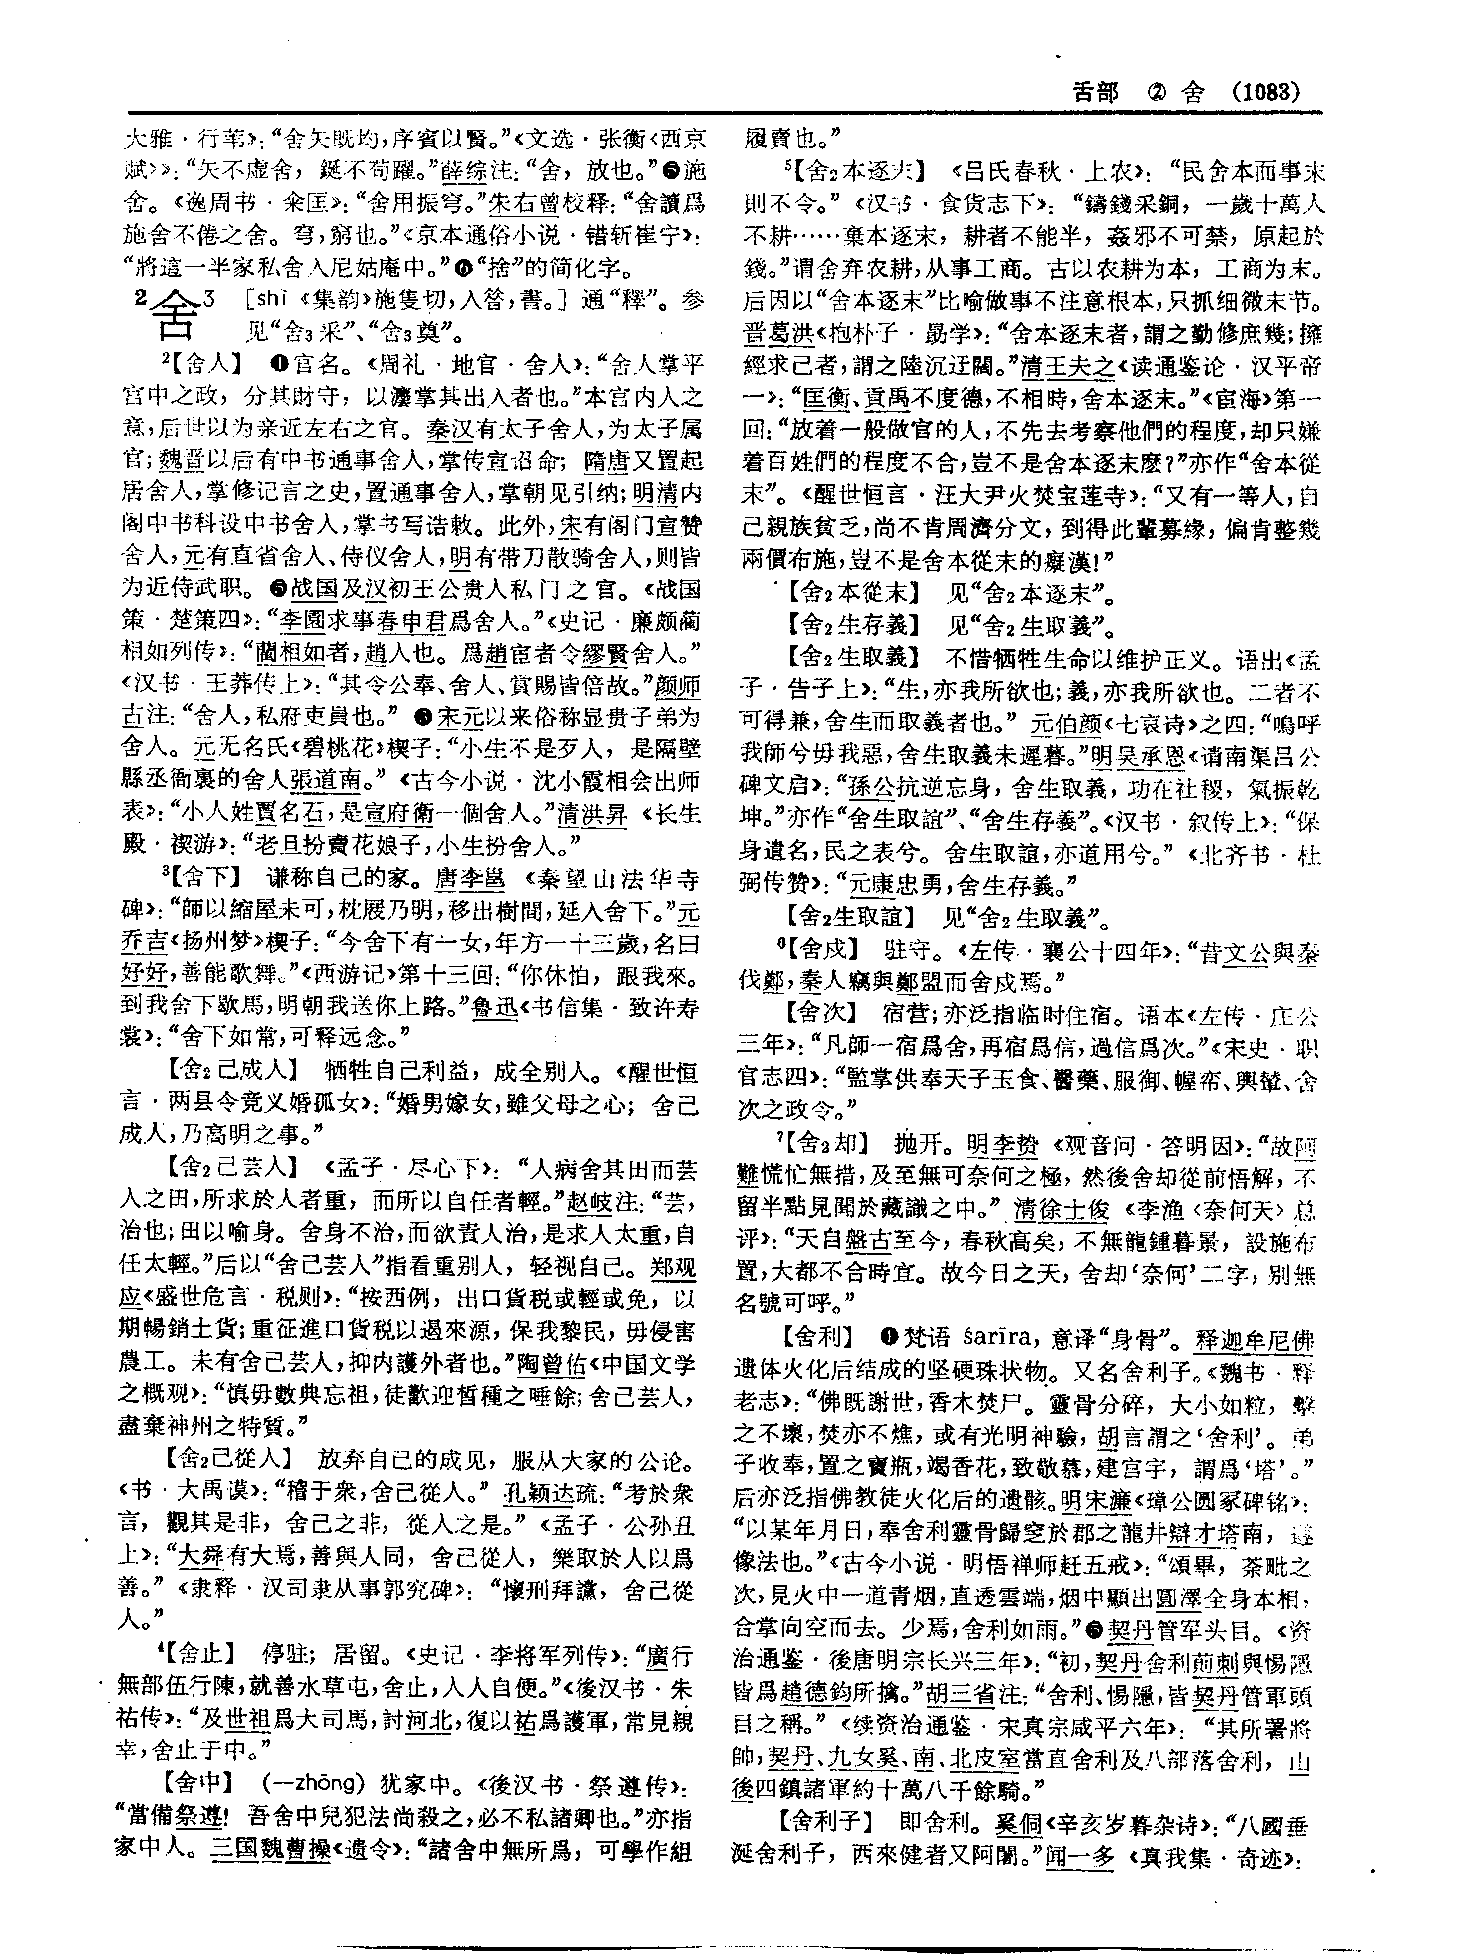 舌部 ② 舍 (1083)
大雅·行苇》：“舍矢既均，序賓以賢。”《文选·张衡〈西京
赋〉》：“矢不虚舍，鋋不苟躍。”薛综注：“舍，放也。”❺施
舍。《逸周书·籴匡》：“舍用振穹。”朱右曾校释：“舍讀爲
施舍不倦之舍。穹，窮也。”《京本通俗小说·错斩崔宁》：
“將這一半家私舍入尼姑庵中。”❻“捨”的简化字。
2舍3 [shì《集韵》施隻切，入笞，書。]通“釋”。参
见“舍3采”、“舍3奠”。
2【舍人】 ❶官名。《周礼·地官·舍人》：“舍人掌平
宫中之政，分其財守，以灋掌其出入者也。”本宫内人之
意，后世以为亲近左右之官。秦汉有太子舍人，为太子属
官；魏晋以后有中书通事舍人，掌传宣诏命；隋唐又置起
居舍人，掌修记言之史，置通事舍人，掌朝见引纳；明清内
阁中书科设中书舍人，掌书写诰敕。此外，宋有阁门宣赞
舍人，元有直省舍人、侍仪舍人，明有带刀散骑舍人，则皆
为近侍武职。❷战国及汉初王公贵人私门之官。《战国
策·楚策四》：“李園求事春申君爲舍人。”《史记·廉颇蔺
相如列传》：“藺相如者，趙人也。爲趙宦者令繆賢舍人。”
《汉书·王莽传上》：“其令公奉、舍人、賞賜皆倍故。”颜师
古注：“舍人，私府吏員也。”❸宋元以来俗称显贵子弟为
舍人。元无名氏《碧桃花》楔子：“小生不是歹人，是隔壁
縣丞衙裏的舍人張道南。”《古今小说·沈小霞相会出师
表》：“小人姓賈名石，是宣府衛一個舍人。”清洪昇《长生
殿·禊游》：“老旦扮賣花娘子，小生扮舍人。”
3【舍下】 谦称自己的家。唐李邕《秦望山法华寺
碑》：“師以縮屋未可，枕屐乃明，移出樹間，延入舍下。”元
乔吉《扬州梦》楔子：“今舍下有一女，年方一十三歲，名曰
好好，善能歌舞。”《西游记》第十三回：“你休怕，跟我來。
到我舍下歇馬，明朝我送你上路。”鲁迅《书信集·致许寿
裳》：“舍下如常，可释远念。”
【舍2己成人】 牺牲自己利益，成全别人。《醒世恒
言·两县令竞义婚孤女》：“婚男嫁女，雖父母之心；舍己
成人，乃高明之事。”
【舍2己芸人】 《孟子·尽心下》：“人病舍其田而芸
人之田，所求於人者重，而所以自任者輕。”赵岐注：“芸，
治也；田以喻身。舍身不治，而欲責人治，是求人太重，自
任太輕。”后以“舍己芸人”指看重别人，轻视自己。郑观
应《盛世危言·税则》：“按西例，出口貨税或輕或免，以
期暢銷土貨；重征進口貨税以遏來源，保我黎民，毋侵害
農工。未有舍己芸人，抑内護外者也。”陶曾佑《中国文学
之概观》：“慎毋數典忘祖，徒歡迎皙種之唾餘；舍己芸人，
盡棄神州之特質。”
【舍2己從人】 放弃自己的成见，服从大家的公论。
《书·大禹谟》：“稽于衆，舍己從人。”孔颖达疏：“考於衆
言，觀其是非，舍己之非，從人之是。”《孟子·公孙丑
上》：“大舜有大焉，善與人同，舍己從人，樂取於人以爲
善。”《隶释·汉司隶从事郭究碑》：“懷刑拜讜，舍己從
人。”
4【舍止】 停驻；居留。《史记·李将军列传》：“廣行
無部伍行陳，就善水草屯，舍止，人人自便。”《後汉书·朱
祐传》：“及世祖爲大司馬，討河北，復以祐爲護軍，常見親
幸，舍止于中。”
【舍中】 （—zhōng）犹家中。《後汉书·祭遵传》：
“當備祭遵！吾舍中兒犯法尚殺之，必不私諸卿也。”亦指
家中人。三国魏曹操《遗令》：“諸舍中無所爲，可學作組
履賣也。”
5【舍2本逐末】 《吕氏春秋·上农》：“民舍本而事末
則不令。”《汉书·食货志下》：“鑄錢采銅，一歲十萬人
不耕……棄本逐末，耕者不能半，姦邪不可禁，原起於
錢。”谓舍弃农耕，从事工商。古以农耕为本，工商为末。
后因以“舍本逐末”比喻做事不注意根本，只抓细微末节。
晋葛洪《抱朴子·勗学》：“舍本逐末者，謂之勤修庶幾；擁
經求己者，謂之陸沉迂闊。”清王夫之《读通鉴论·汉平帝
一》：“匡衡、貢禹不度德，不相時，舍本逐末。”《宦海》第一
回：“放着一般做官的人，不先去考察他們的程度，却只嫌
着百姓們的程度不合，豈不是舍本逐末麽？”亦作“舍本從
末”。《醒世恒言·汪大尹火焚宝莲寺》：“又有一等人，自
己親族貧乏，尚不肯周濟分文，到得此輩募緣，偏肯整幾
兩價布施，豈不是舍本從末的癡漢！”
【舍2本從末】 见“舍2本逐末”。
【舍2生存義】 见“舍2生取義”。
【舍2生取義】 不惜牺牲生命以维护正义。语出《孟
子·告子上》：“生，亦我所欲也；義，亦我所欲也。二者不
可得兼，舍生而取義者也。”元伯颜《七哀诗》之四：“嗚呼
我師兮毋我惡，舍生取義未遲暮。”明吴承恩《请南渠吕公
碑文启》：“孫公抗逆忘身，舍生取義，功在社稷，氣振乾
坤。”亦作“舍生取誼”、“舍生存義”。《汉书·叙传上》：“保
身遺名，民之表兮。舍生取誼，亦道用兮。”《北齐书·杜
弼传赞》：“元康忠勇，舍生存義。”
【舍2生取誼】 见“舍2生取義”。
6【舍戍】 驻守。《左传·襄公十四年》：“昔文公與秦
伐鄭，秦人竊與鄭盟而舍戍焉。”
【舍次】 宿营；亦泛指临时住宿。语本《左传·庄公
三年》：“凡師一宿爲舍，再宿爲信，過信爲次。”《宋史·职
官志四》：“監掌供奉天子玉食、醫藥、服御、幄帟、輿輦、舍
次之政令。”
7【舍2却】 抛开。明李贽《观音问·答明因》：“故阿
難慌忙無措，及至無可奈何之極，然後舍却從前悟解，不
留半點見聞於藏識之中。”清徐士俊《李渔〈奈何天〉总
评》：“天自盤古至今，春秋高矣，不無龍鍾暮景，設施布
置，大都不合時宜。故今日之天，舍却‘奈何’二字，别無
名號可呼。”
【舍利】 ❶梵语 śarīra，意译“身骨”。释迦牟尼佛
遗体火化后结成的坚硬珠状物。又名舍利子。《魏书·释
老志》：“佛既謝世，香木焚尸。靈骨分碎，大小如粒，擊
之不壞，焚亦不燋，或有光明神驗，胡言謂之‘舍利’。弟
子收奉，置之寶瓶，竭香花，致敬慕，建宫宇，謂爲‘塔’。”
后亦泛指佛教徒火化后的遗骸。明宋濂《璋公圆冢碑铭》：
“以某年月日，奉舍利靈骨歸窆於郡之龍井辯才塔南，遵
像法也。”《古今小说·明悟禅师赶五戒》：“頌畢，荼毗之
次，見火中一道青烟，直透雲端，烟中顯出圓澤全身本相，
合掌向空而去。少焉，舍利如雨。”❷契丹管军头目。《资
治通鉴·後唐明宗长兴三年》：“初，契丹舍利萴剌與惕隱
皆爲趙德鈞所擒。”胡三省注：“舍利、惕隱，皆契丹管軍頭
目之稱。”《续资治通鉴·宋真宗咸平六年》：“其所署將
帥，契丹、九女奚、南、北皮室當直舍利及八部落舍利，山
後四鎮諸軍約十萬八千餘騎。”
【舍利子】 即舍利。奚侗《辛亥岁暮杂诗》：“八國垂
涎舍利子，西來健者又阿闍。”闻一多《真我集·奇迹》：